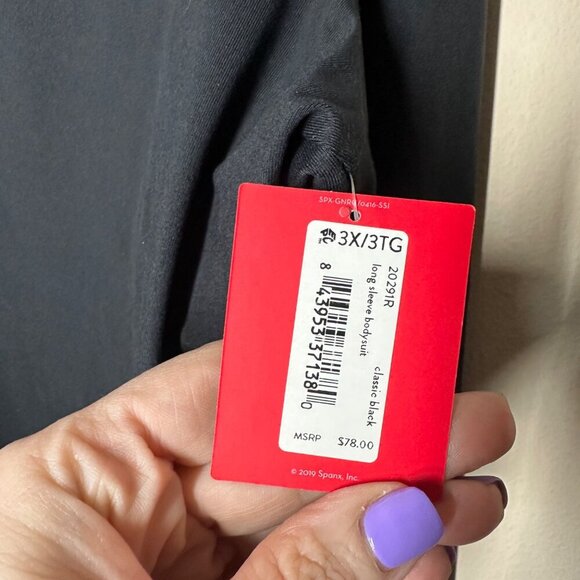 SPX-GNRC/0416-SSI
3X/3TG
20291R
long sleeve bodysuit
classic black
8 43953 37138 0
MSRP $78.00
© 2019 Spanx, Inc.